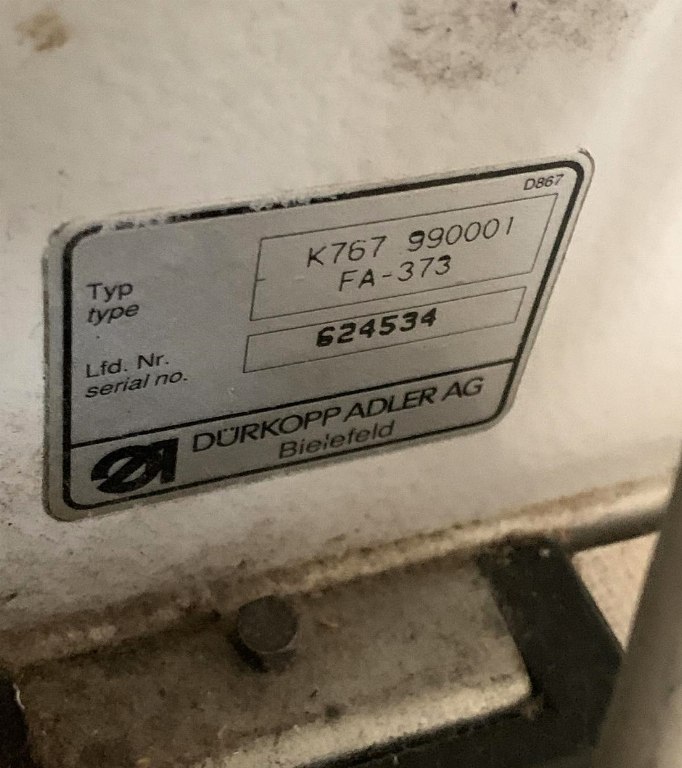 D867
Typ
type
K767 990001
FA-373
Lfd. Nr.
serial no.
624534
DÜRKOPP ADLER AG
Bielefeld